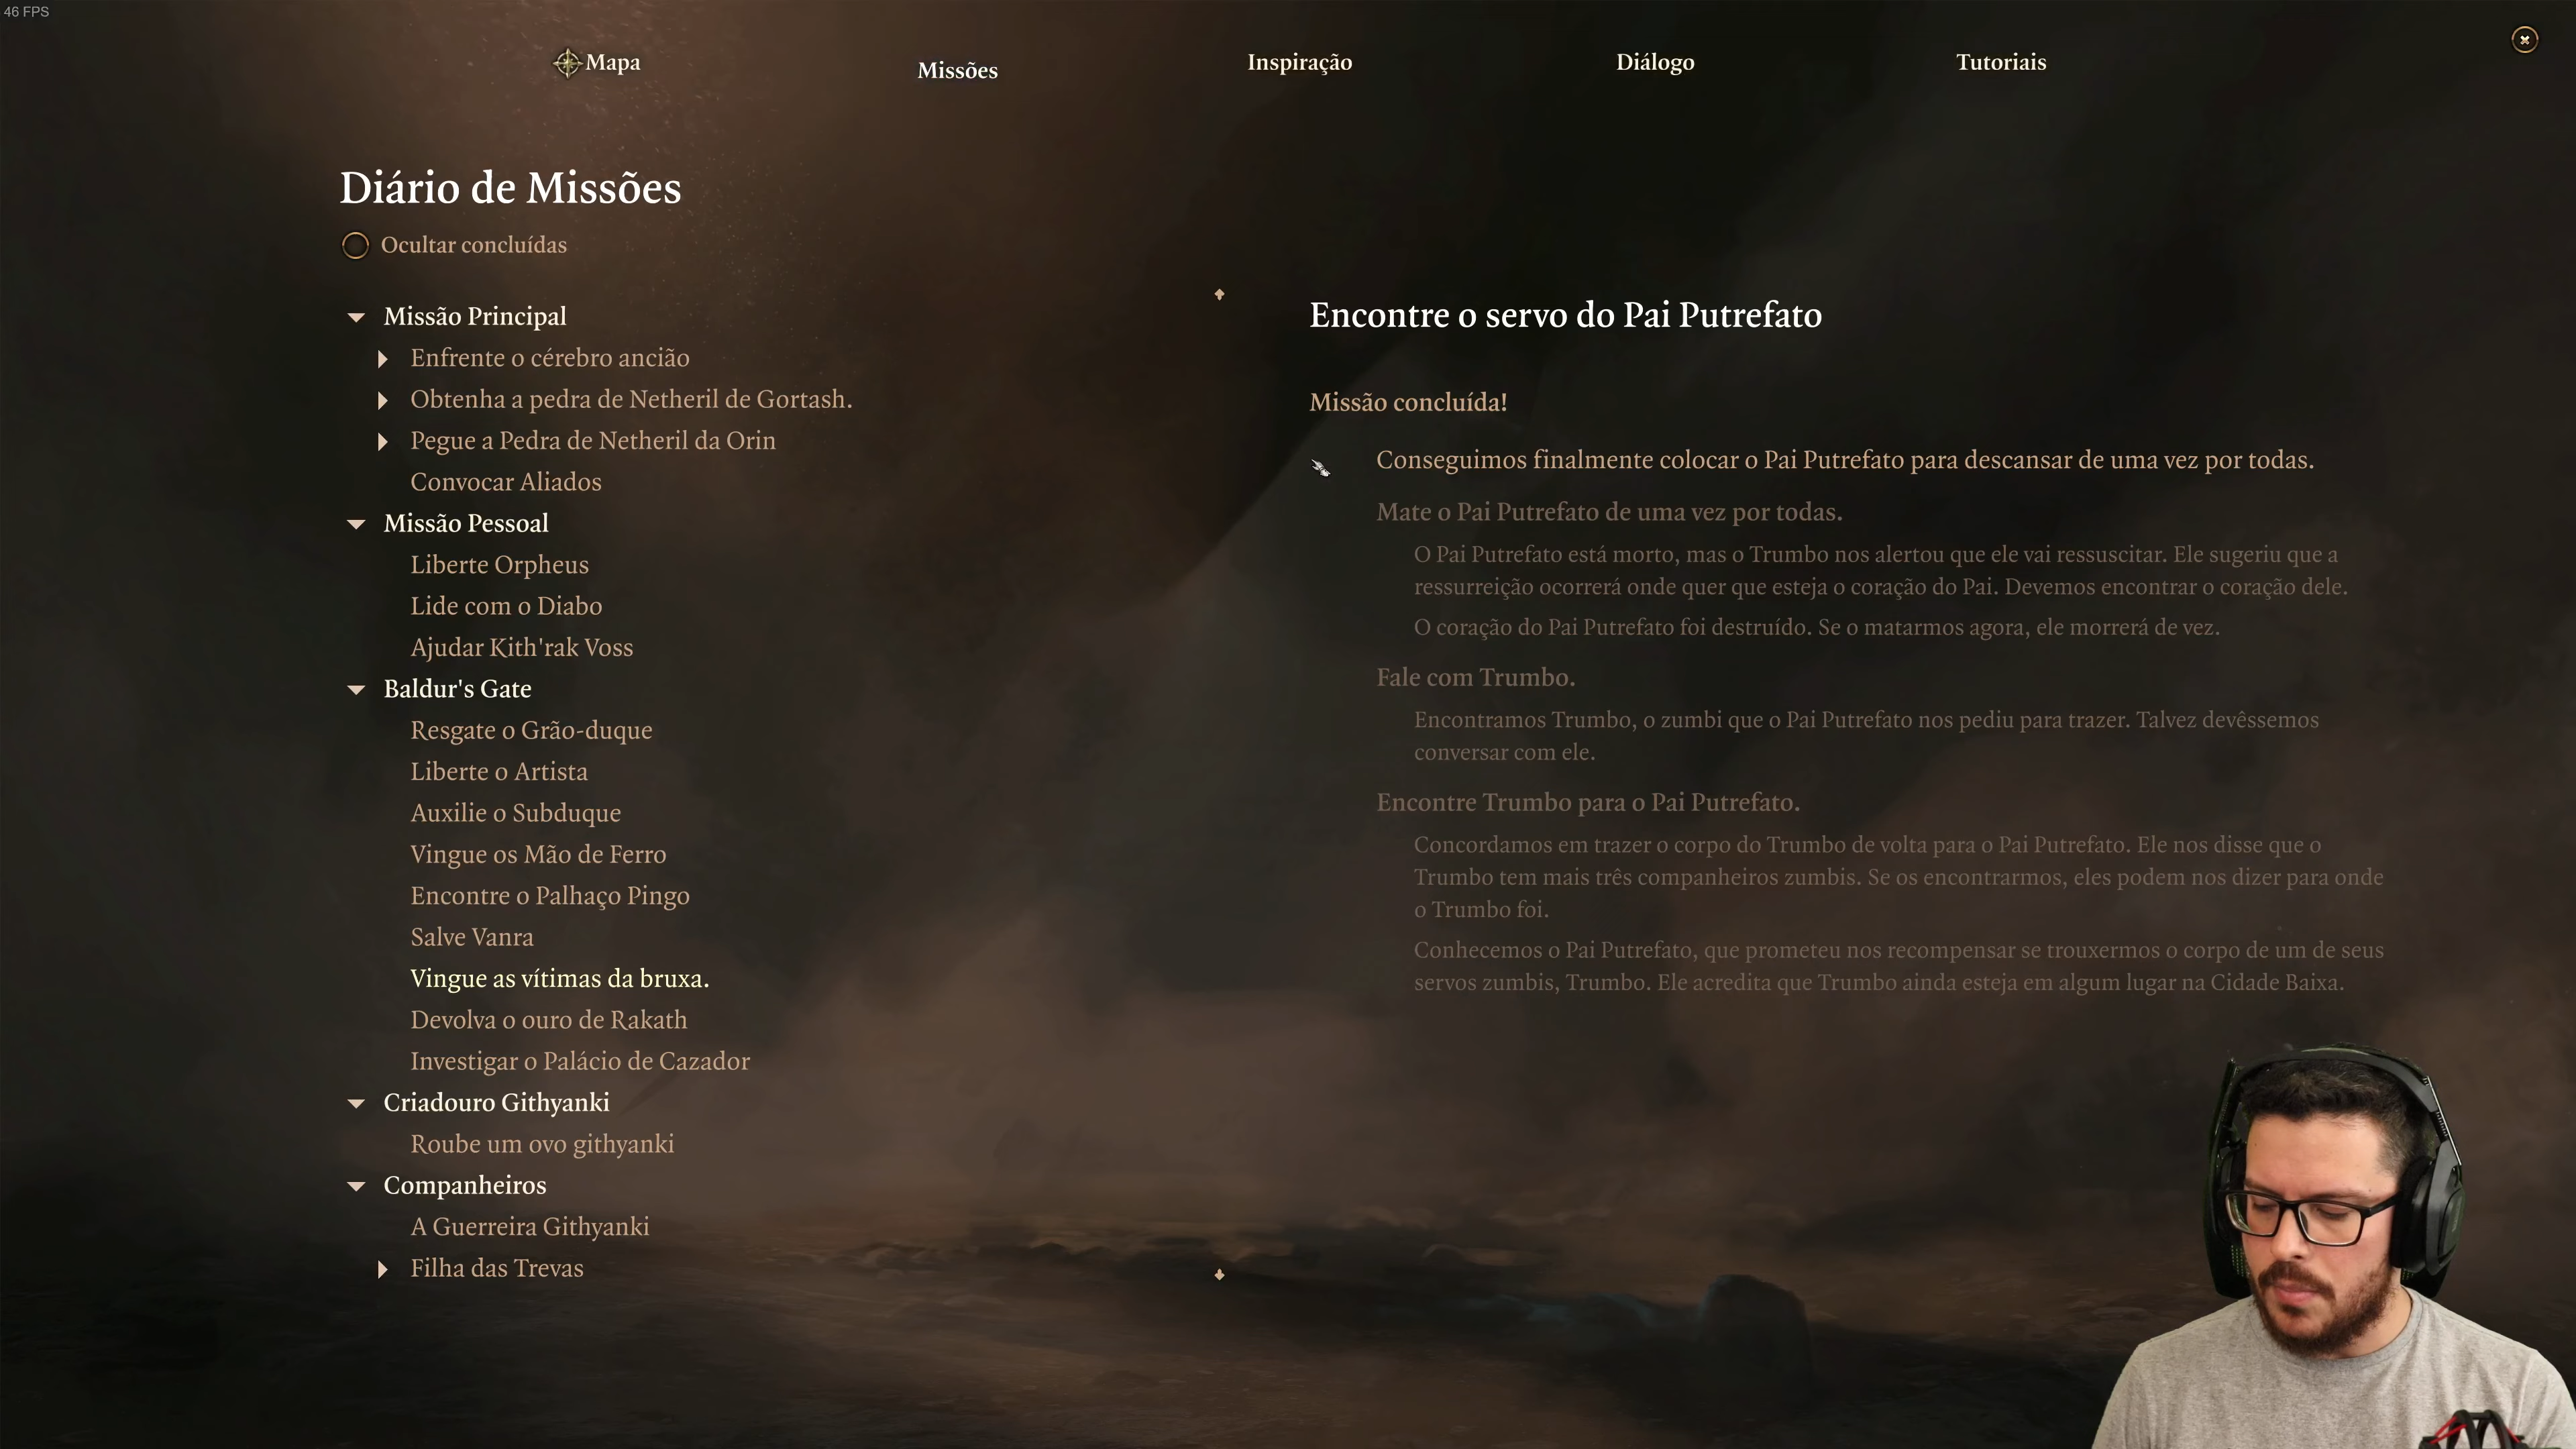 46 FPS
Mapa
Missões
Inspiração
Diálogo
Tutoriais
Diário de Missões
Ocultar concluídas
Missão Principal
Enfrente o cérebro ancião
Obtenha a pedra de Netheril de Gortash.
Pegue a Pedra de Netheril da Orin
Convocar Aliados
Missão Pessoal
Liberte Orpheus
Lide com o Diabo
Ajudar Kith'rak Voss
Baldur's Gate
Resgate o Grão-duque
Liberte o Artista
Auxilie o Subduque
Vingue os Mão de Ferro
Encontre o Palhaço Pingo
Salve Vanra
Vingue as vítimas da bruxa.
Devolva o ouro de Rakath
Investigar o Palácio de Cazador
Criadouro Githyanki
Roube um ovo githyanki
Companheiros
A Guerreira Githyanki
Filha das Trevas
Encontre o servo do Pai Putrefato
Missão concluída!
Conseguimos finalmente colocar o Pai Putrefato para descansar de uma vez por todas.
Mate o Pai Putrefato de uma vez por todas.
O Pai Putrefato está morto, mas o Trumbo nos alertou que ele vai ressuscitar. Ele sugeriu que a
ressurreição ocorrerá onde quer que esteja o coração do Pai. Devemos encontrar o coração dele.
O coração do Pai Putrefato foi destruído. Se o matarmos agora, ele morrerá de vez.
Fale com Trumbo.
Encontramos Trumbo, o zumbi que o Pai Putrefato nos pediu para trazer. Talvez devêssemos
conversar com ele.
Encontre Trumbo para o Pai Putrefato.
Concordamos em trazer o corpo do Trumbo de volta para o Pai Putrefato. Ele nos disse que o
Trumbo tem mais três companheiros zumbis. Se os encontrarmos, eles podem nos dizer para onde
o Trumbo foi.
Conhecemos o Pai Putrefato, que prometeu nos recompensar se trouxermos o corpo de um de seus
servos zumbis, Trumbo. Ele acredita que Trumbo ainda esteja em algum lugar na Cidade Baixa.